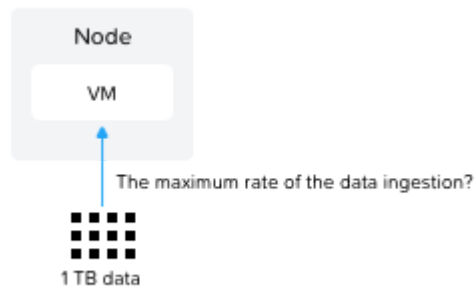 Node
VM
The maximum rate of the data ingestion?
1 TB data